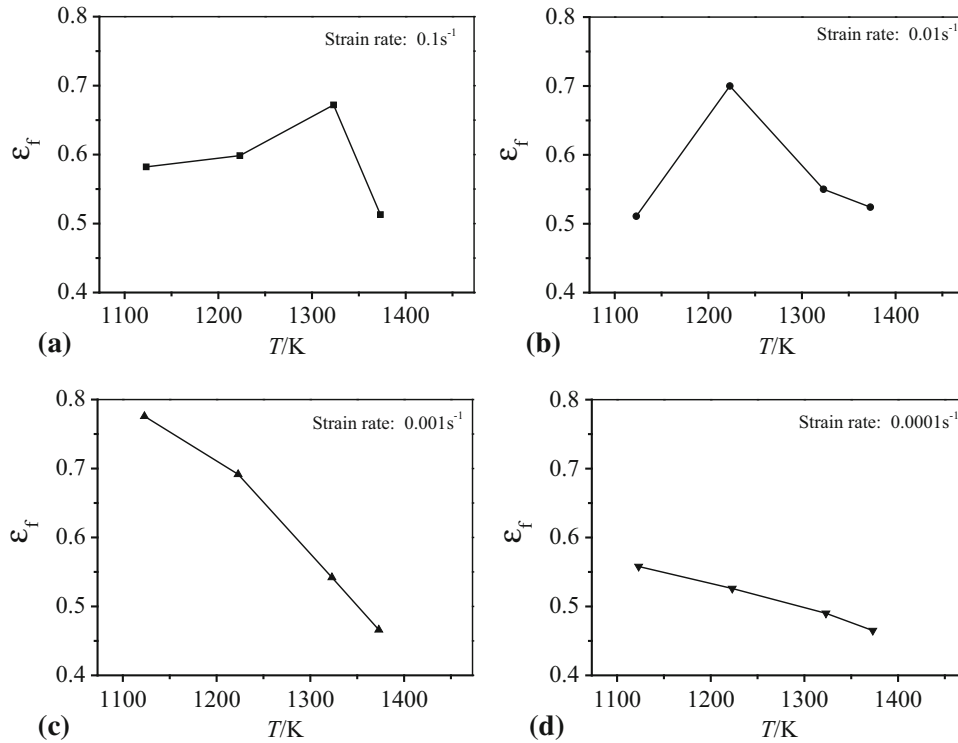 0.8
0.7
0.6
0.5
0.4
ε_f
Strain rate: 0.1s⁻¹
1100 1200 1300 1400
T/K
(a)
0.8
0.7
0.6
0.5
0.4
ε_f
Strain rate: 0.01s⁻¹
1100 1200 1300 1400
T/K
(b)
0.8
0.7
0.6
0.5
0.4
ε_f
Strain rate: 0.001s⁻¹
1100 1200 1300 1400
T/K
(c)
0.8
0.7
0.6
0.5
0.4
ε_f
Strain rate: 0.0001s⁻¹
1100 1200 1300 1400
T/K
(d)